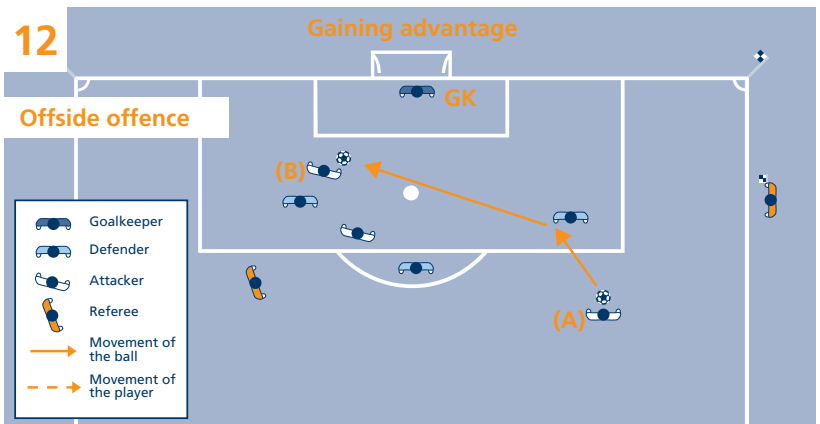 12
Gaining advantage
GK
Offside offence
(B)
Goalkeeper
Defender
Attacker
Referee
(A)
Movement of
the ball
Movement of
the player